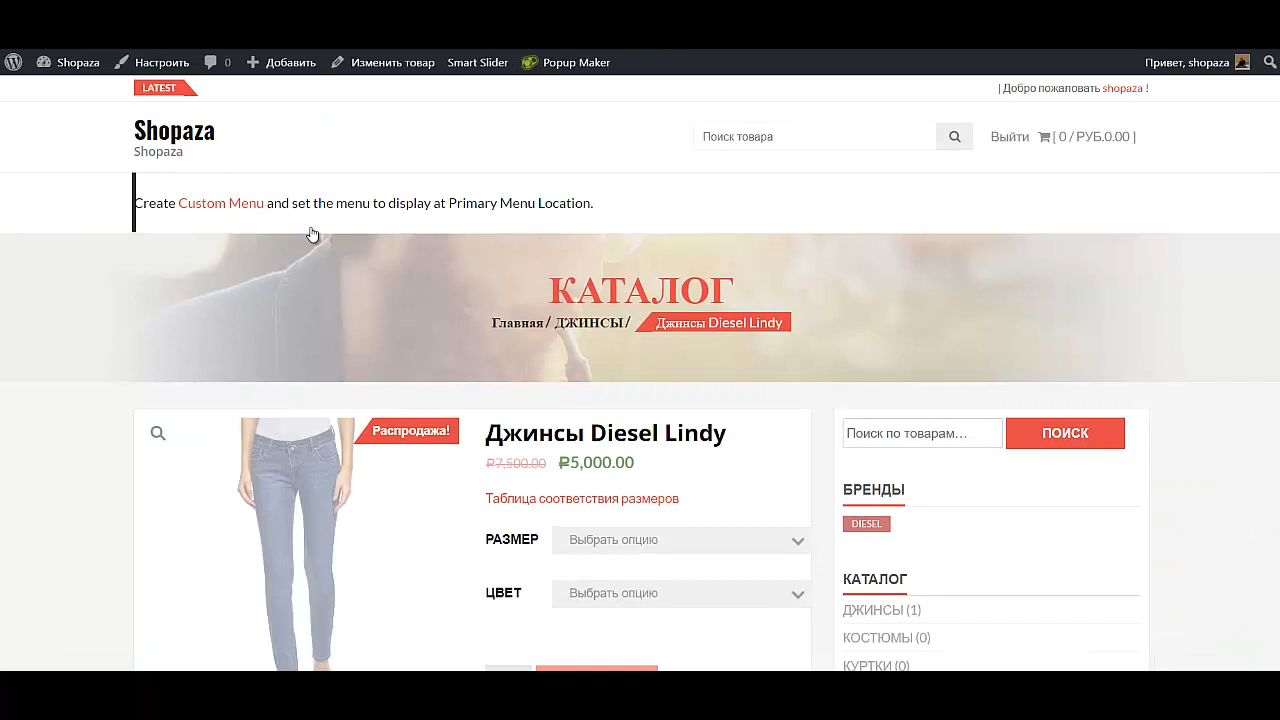 Shopaza Настроить 0 Добавить Изменить товар Smart Slider Popup Maker Привет, shopaza
LATEST | Добро пожаловать shopaza !
Shopaza
Shopaza
Поиск товара Выйти [ 0 / РУБ.0.00 ]
Create Custom Menu and set the menu to display at Primary Menu Location.
КАТАЛОГ
Главная / ДЖИНСЫ / Джинсы Diesel Lindy
Распродажа!
Джинсы Diesel Lindy
₽7,500.00 ₽5,000.00
Таблица соответствия размеров
РАЗМЕР Выбрать опцию
ЦВЕТ Выбрать опцию
Поиск по товарам… ПОИСК
БРЕНДЫ
DIESEL
КАТАЛОГ
ДЖИНСЫ (1)
КОСТЮМЫ (0)
КУРТКИ (0)